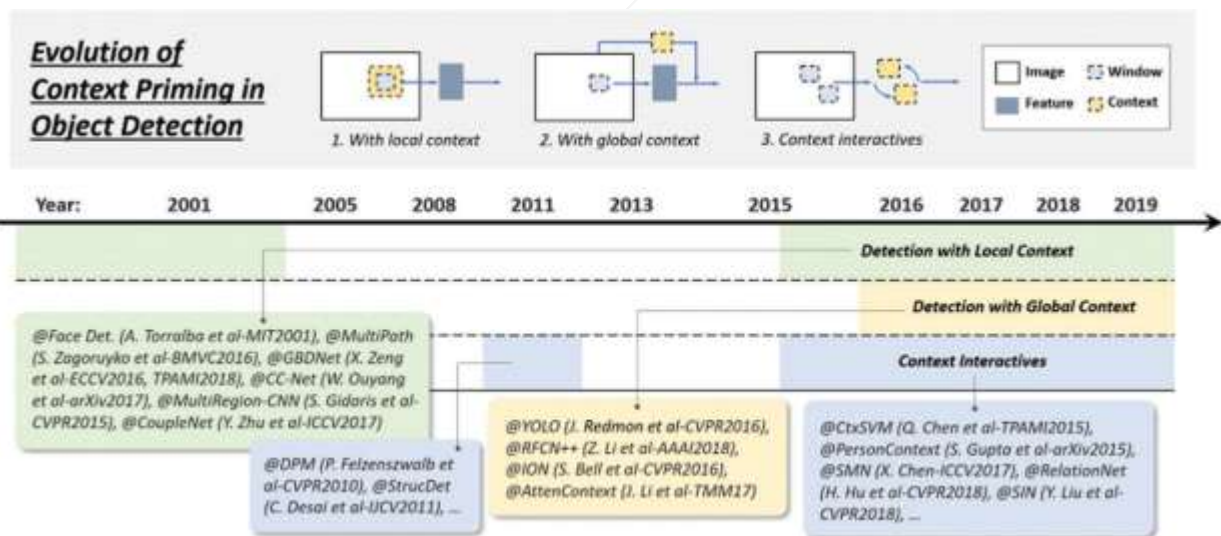 Evolution of
Context Priming in
Object Detection
1. With local context
2. With global context
3. Context interactives
Image
Window
Feature
Context
Year: 2001 2005 2008 2011 2013 2015 2016 2017 2018 2019
Detection with Local Context
Detection with Global Context
Context Interactives
@Face Det. (A. Torralba et al-MIT2001), @MultiPath
(S. Zagoruyko et al-BMVC2016), @GBDNet (X. Zeng
et al-ECCV2016, TPAMI2018), @CC-Net (W. Ouyang
et al-arXiv2017), @MultiRegion-CNN (S. Gidaris et al-
CVPR2015), @CoupleNet (Y. Zhu et al-ICCV2017)
@DPM (P. Felzenszwalb et
al-CVPR2010), @StrucDet
(C. Desai et al-IJCV2011), ...
@YOLO (J. Redmon et al-CVPR2016),
@RFCN++ (Z. Li et al-AAAI2018),
@ION (S. Bell et al-CVPR2016),
@AttenContext (J. Li et al-TMM17)
@CtxSVM (Q. Chen et al-TPAMI2015),
@PersonContext (S. Gupta et al-arXiv2015),
@SMN (X. Chen-ICCV2017), @RelationNet
(H. Hu et al-CVPR2018), @SIN (Y. Liu et al-
CVPR2018), ...